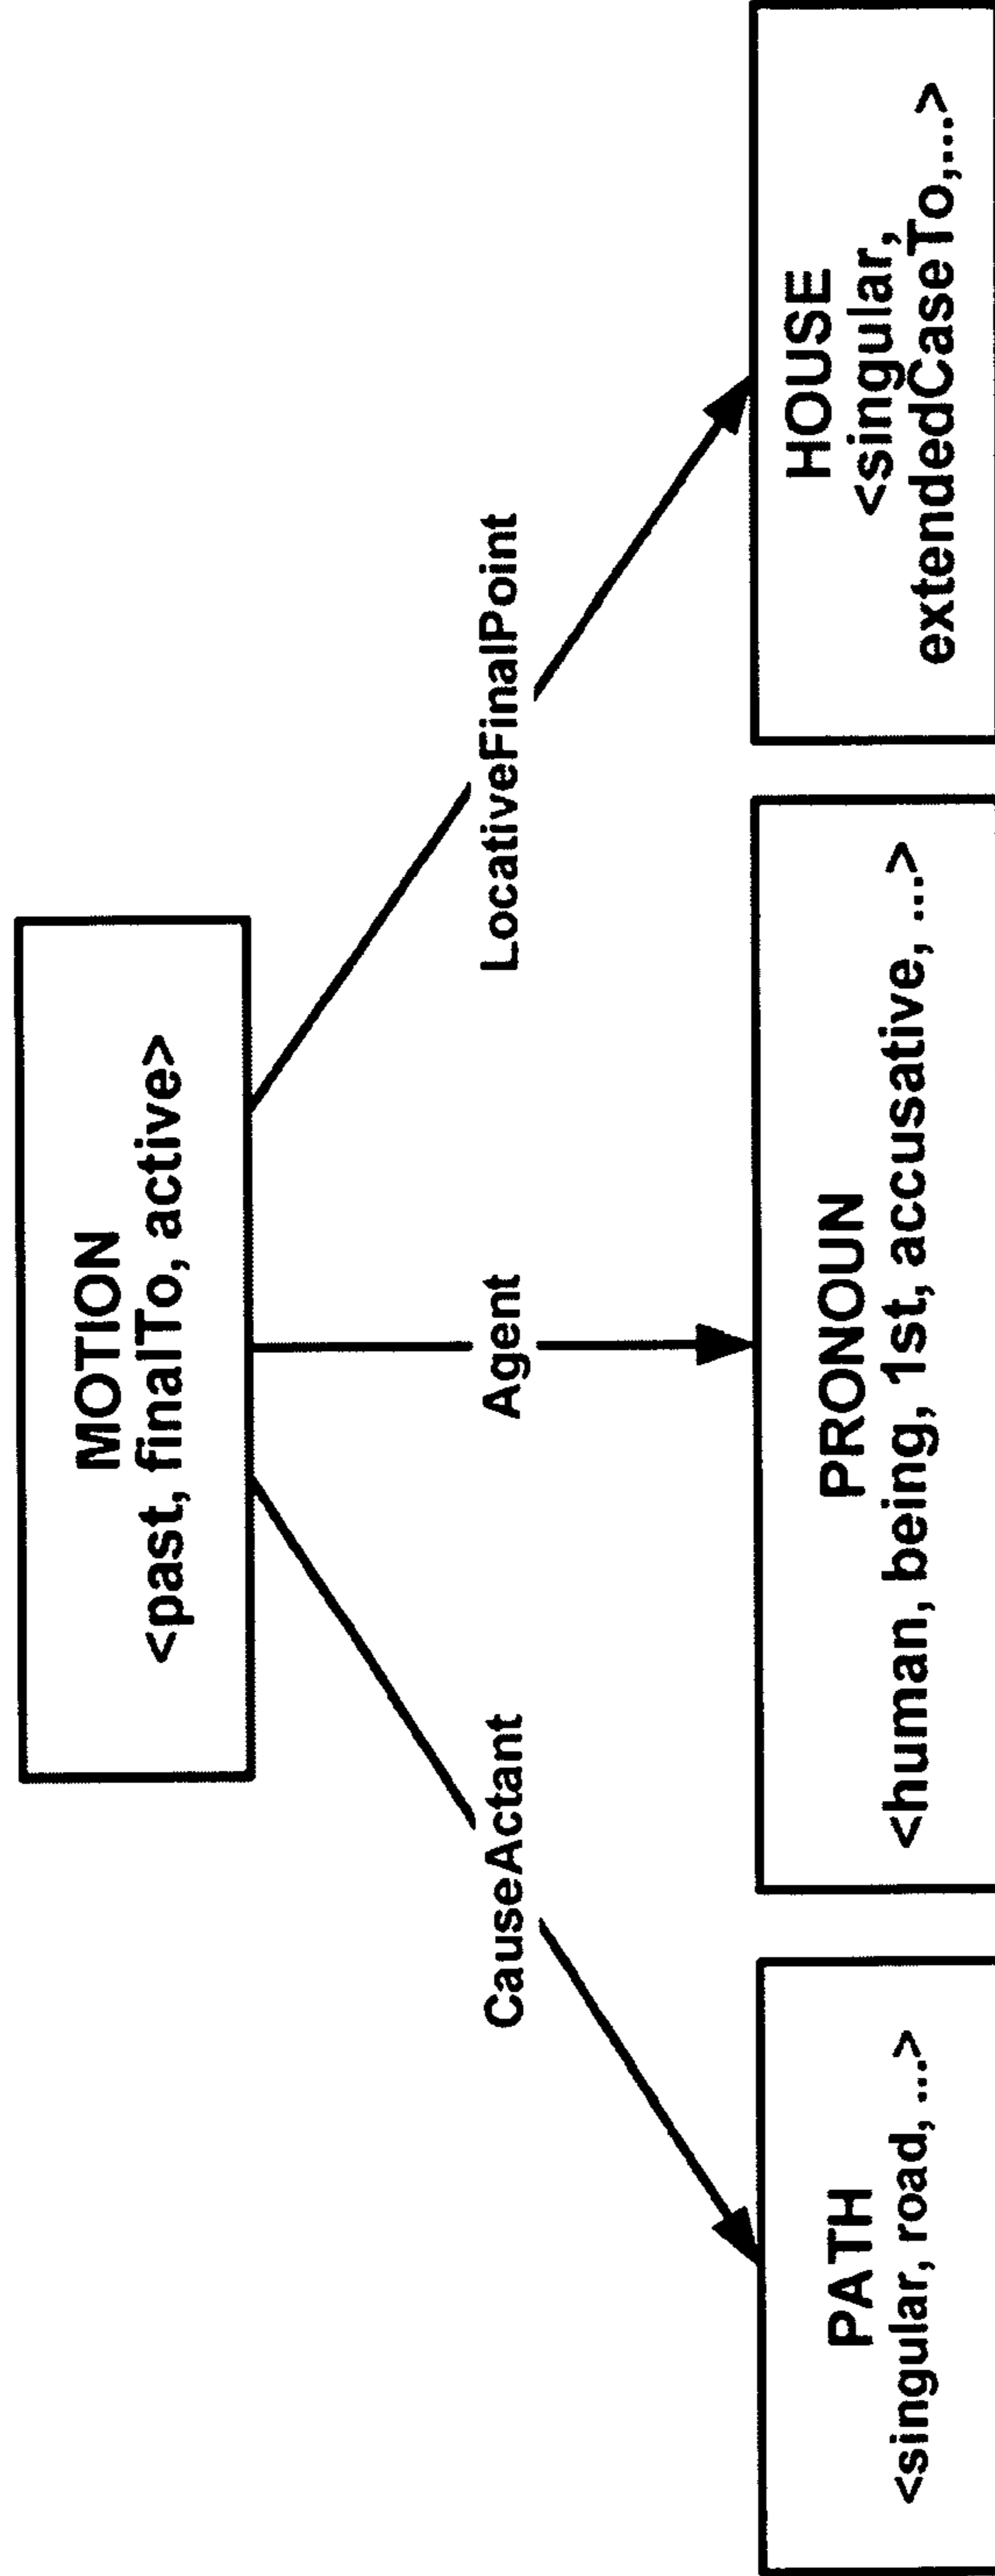 MOTION
<past, finalTo, active>
CauseActant
Agent
LocativeFinalPoint
PATH
<singular, road, ...>
PRONOUN
<human, being, 1st, accusative, ...>
HOUSE
<singular,
extendedCaseTo,...>